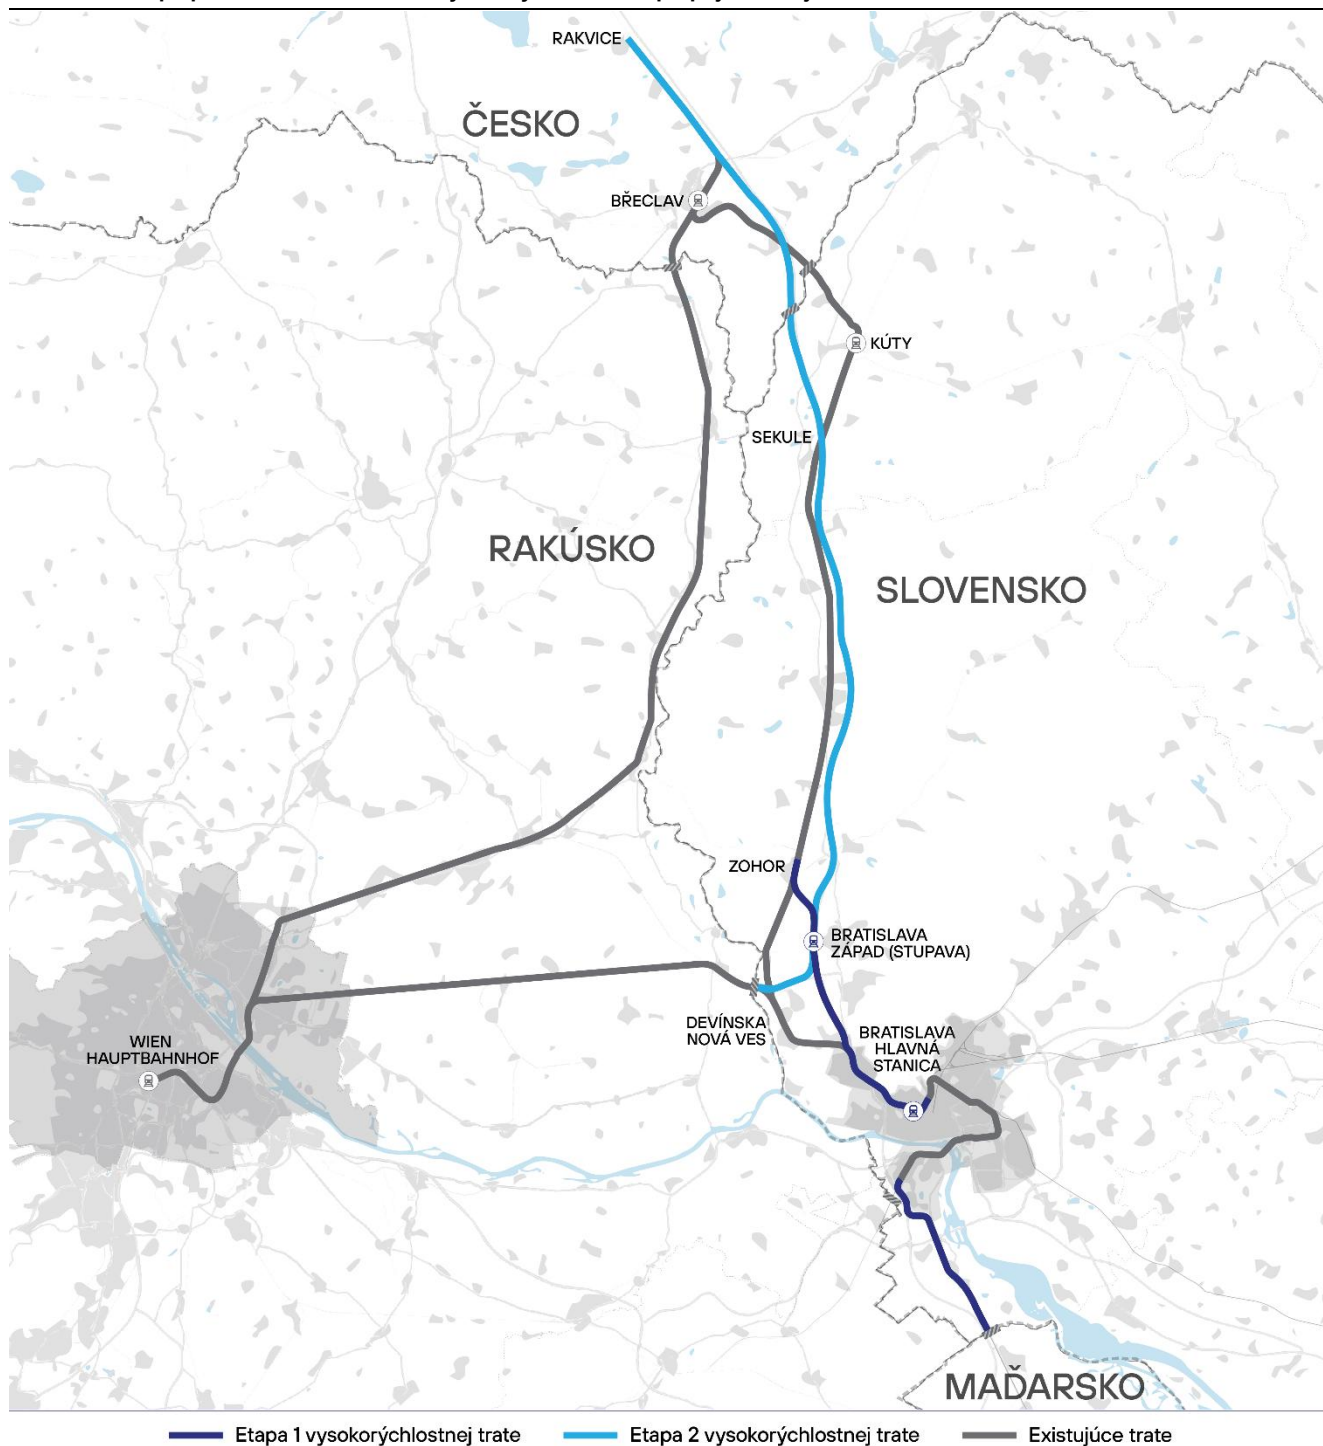 RAKVICE
ČESKO
BŘECLAV
KÚTY
SEKULE
RAKÚSKO
SLOVENSKO
ZOHOR
BRATISLAVA
ZÁPAD (STUPAVA)
DEVÍNSKA
NOVÁ VES
BRATISLAVA
HLAVNÁ
STANICA
WIEN
HAUPTBAHNHOF
MAĎARSKO
Etapa 1 vysokorýchlostnej trate
Etapa 2 vysokorýchlostnej trate
Existujúce trate